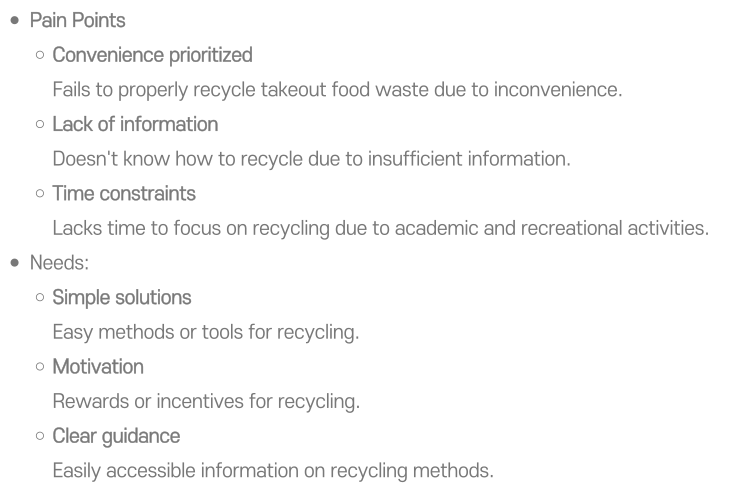 Pain Points
Convenience prioritized
Fails to properly recycle takeout food waste due to inconvenience.
Lack of information
Doesn't know how to recycle due to insufficient information.
Time constraints
Lacks time to focus on recycling due to academic and recreational activities.
Needs:
Simple solutions
Easy methods or tools for recycling.
Motivation
Rewards or incentives for recycling.
Clear guidance
Easily accessible information on recycling methods.